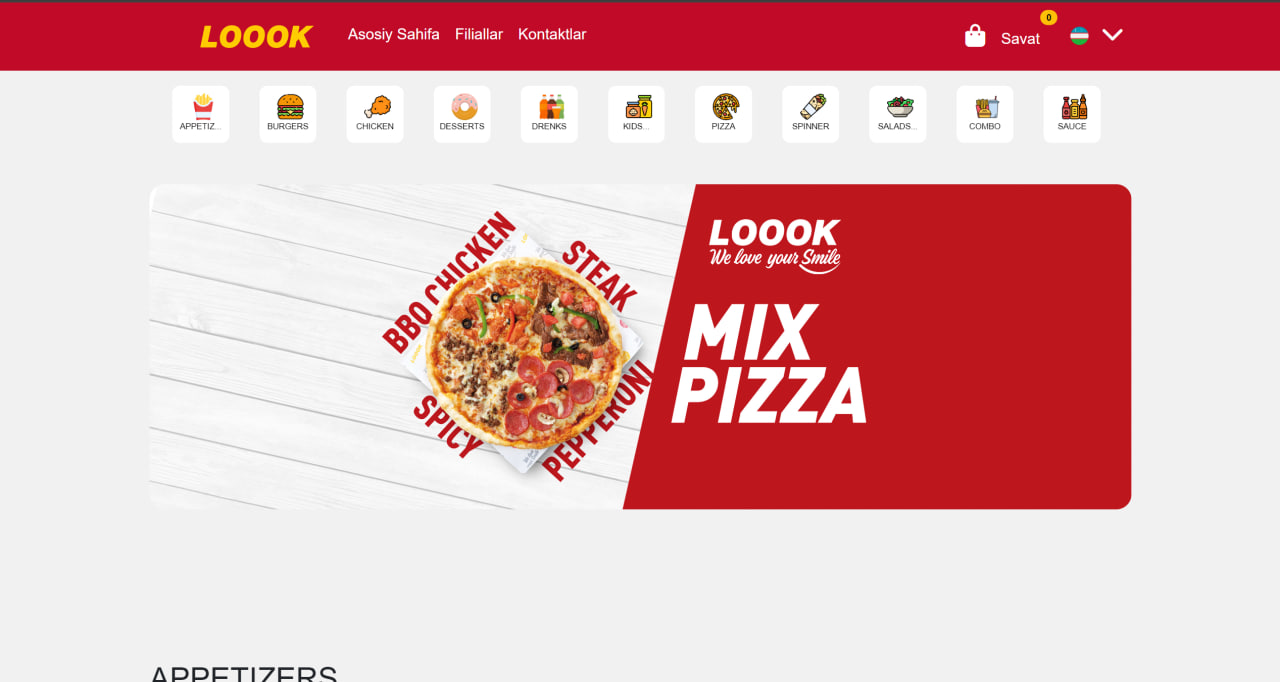 LOOOK
Asosiy Sahifa Filiallar Kontaktlar
0
Savat
APPETIZ... BURGERS CHICKEN DESSERTS DRENKS KIDS... PIZZA SPINNER SALADS... COMBO SAUCE
BBQ CHICKEN
STEAK
SPICY
PEPPERONI
LOOOK
We love your Smile
MIX
PIZZA
APPETIZERS